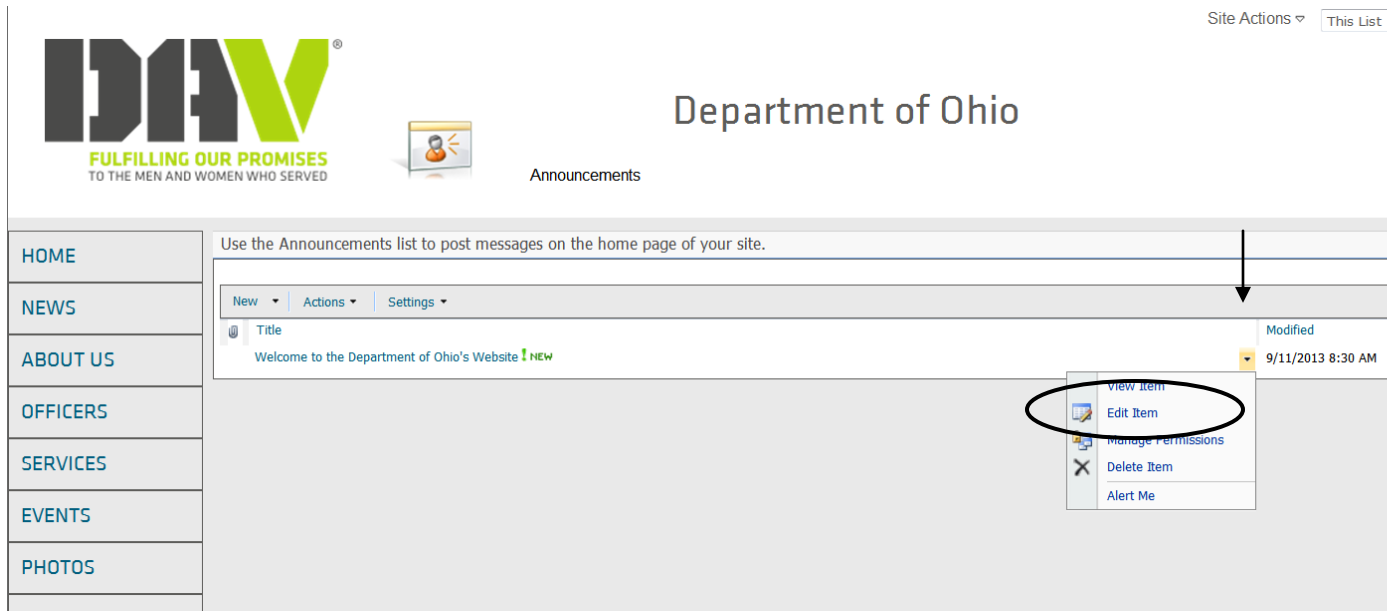 Site Actions
This List
DAV®
FULFILLING OUR PROMISES
TO THE MEN AND WOMEN WHO SERVED
Department of Ohio
Announcements
HOME
NEWS
ABOUT US
OFFICERS
SERVICES
EVENTS
PHOTOS
Use the Announcements list to post messages on the home page of your site.
New Actions Settings
Title Modified
Welcome to the Department of Ohio's Website ! NEW 9/11/2013 8:30 AM
View Item
Edit Item
Manage Permissions
Delete Item
Alert Me